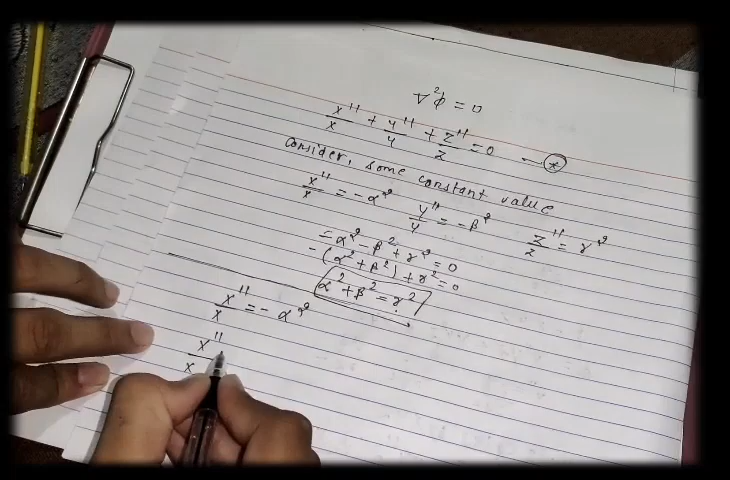 ∇²φ = 0
X''/X + Y''/Y + Z''/Z = 0 — (*)
Consider, some constant value
X''/X = -α² Y''/Y = -β² Z''/Z = γ²
= α² - β² + γ² = 0
-(α² + β²) + γ² = 0
α² + β² = γ²
X''/X = -α²
X''/X